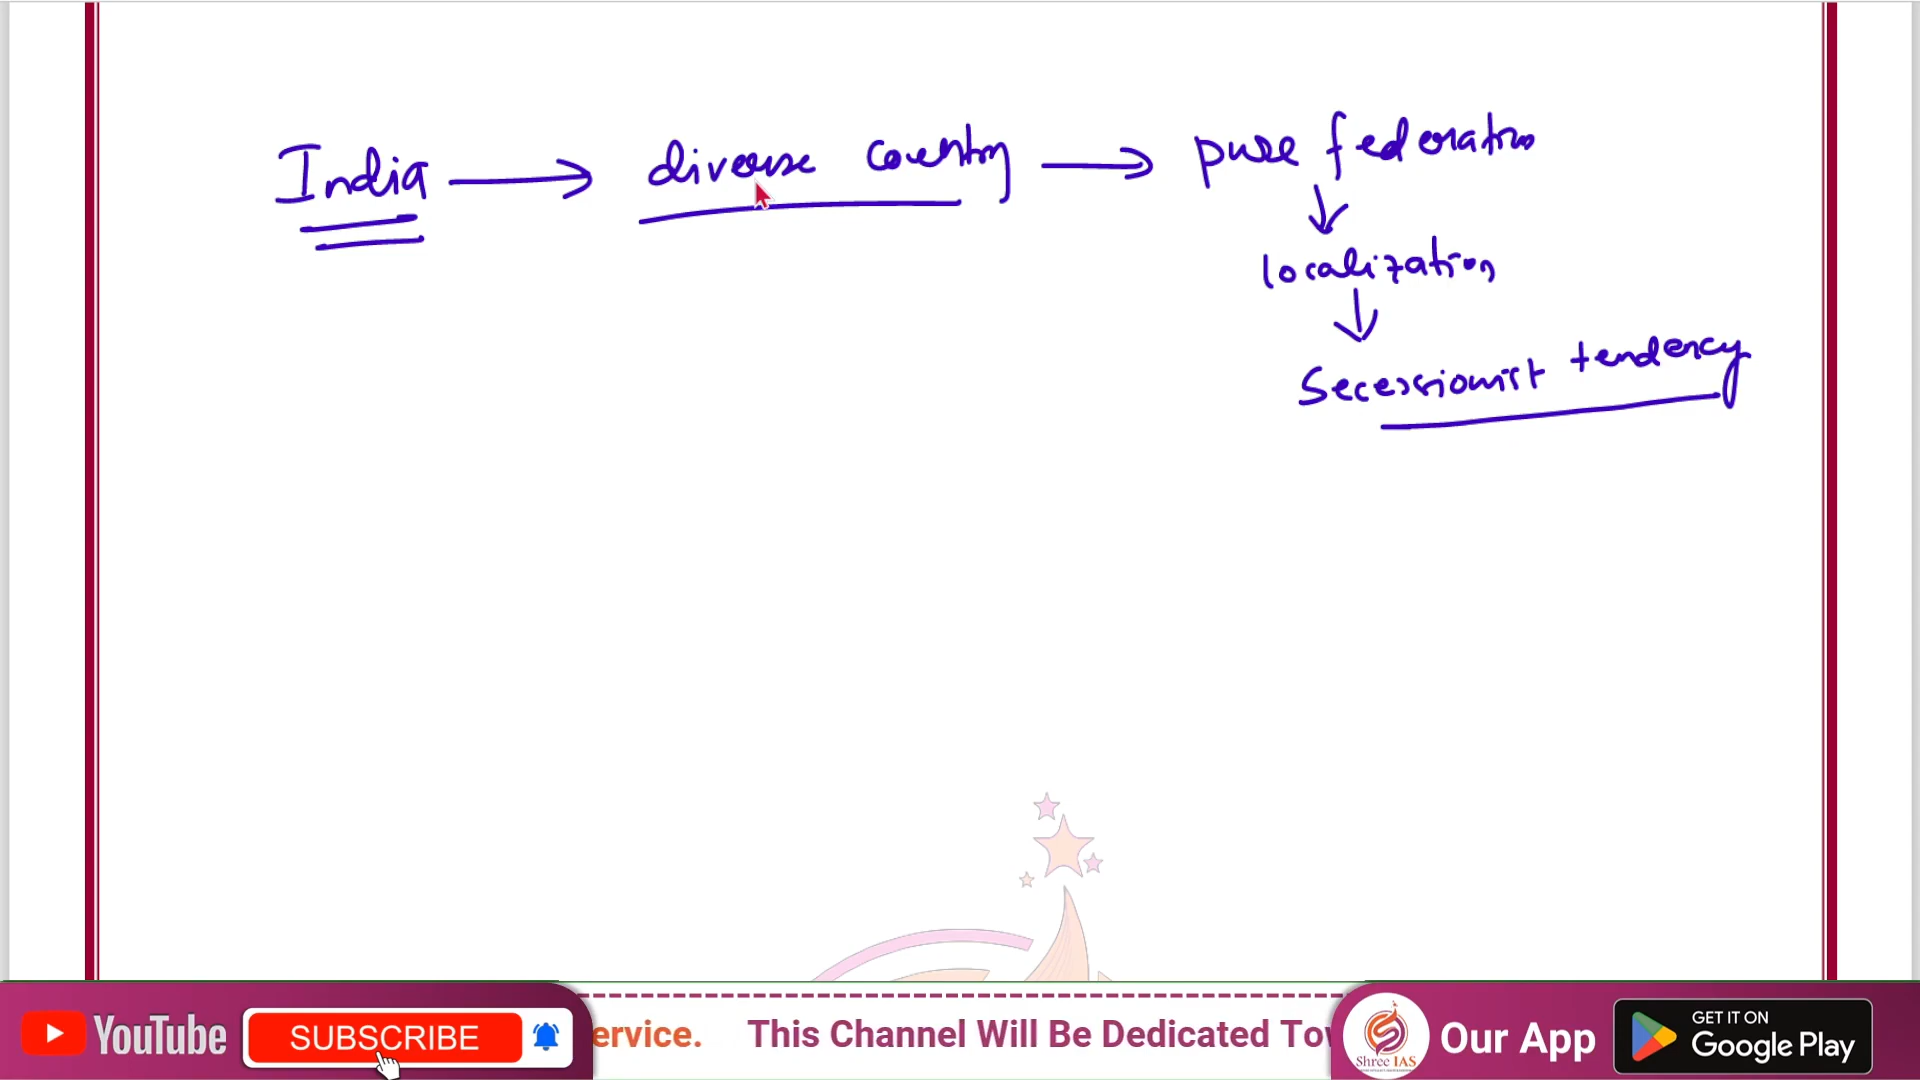 India → diverse country → pure federation
↓
localization
↓
Secessionist tendency
YouTube SUBSCRIBE ervice. This Channel Will Be Dedicated Tov Shree IAS Our App GET IT ON Google Play